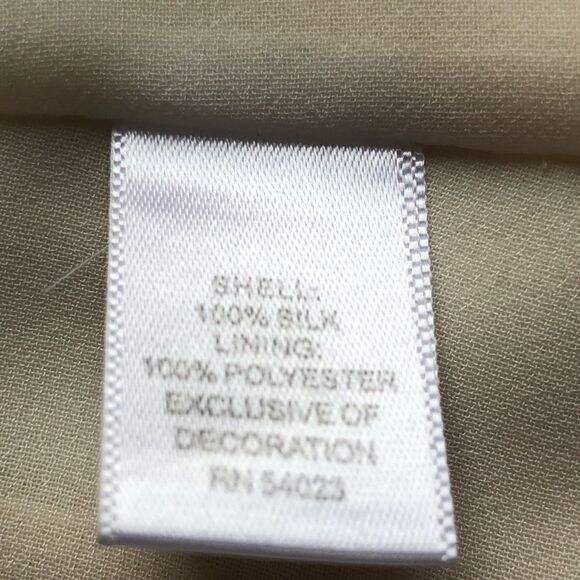 SHELL:
100% SILK
LINING:
100% POLYESTER
EXCLUSIVE OF
DECORATION
RN 54023